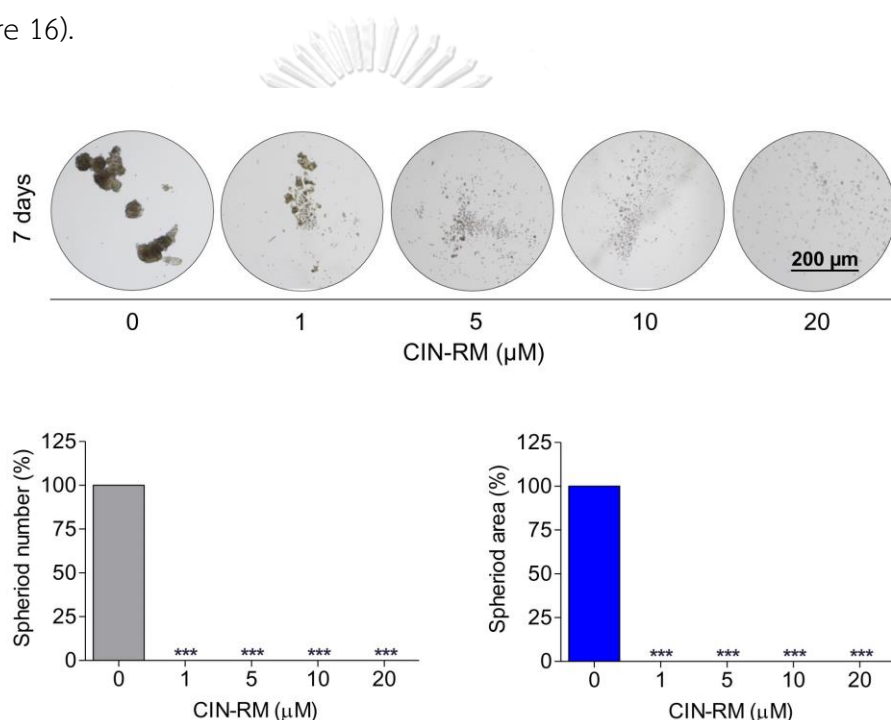 re 16).
7 days
200 µm
0 1 5 10 20
CIN-RM (µM)
125
100
75
50
25
0
Spheriod number (%)
*** *** *** ***
0 1 5 10 20
CIN-RM (µM)
125
100
75
50
25
0
Spheriod area (%)
*** *** *** ***
0 1 5 10 20
CIN-RM (µM)